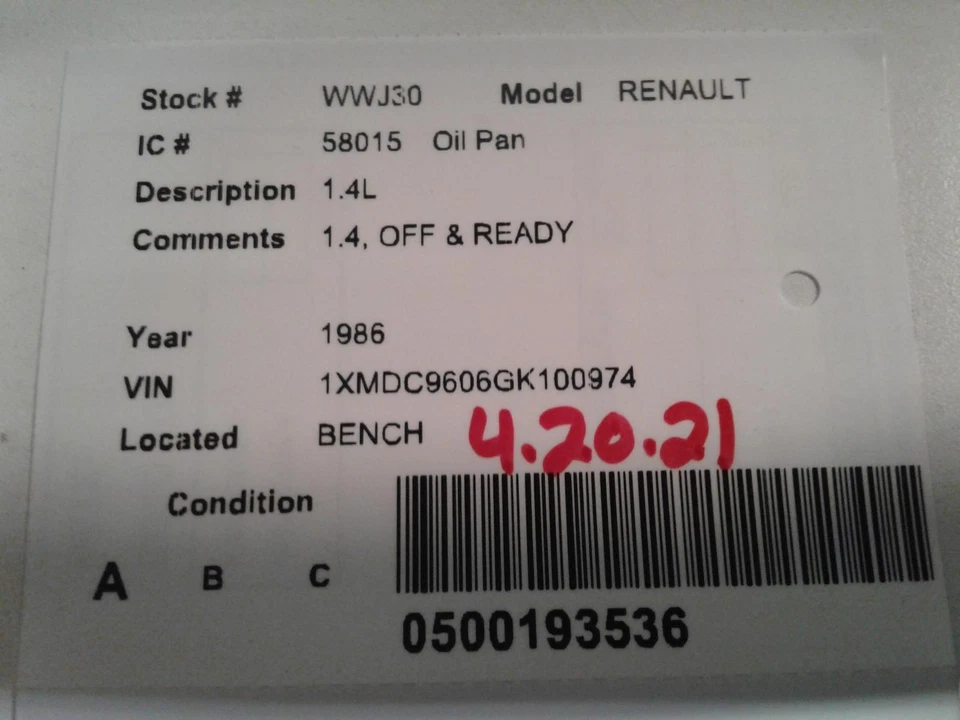 Stock # WWJ30 Model RENAULT
IC # 58015 Oil Pan
Description 1.4L
Comments 1.4, OFF & READY
Year 1986
VIN 1XMDC9606GK100974
Located BENCH 4.20.21
Condition
A B C
0500193536